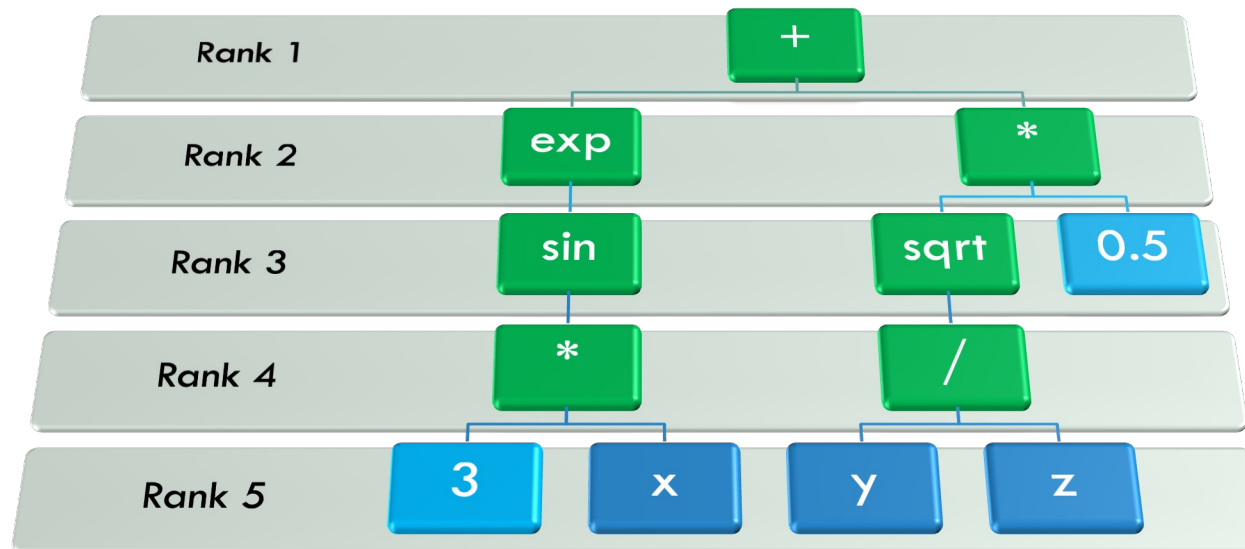 Rank 1
+
Rank 2
exp
*
Rank 3
sin
sqrt
0.5
Rank 4
*
/
Rank 5
3
x
y
z